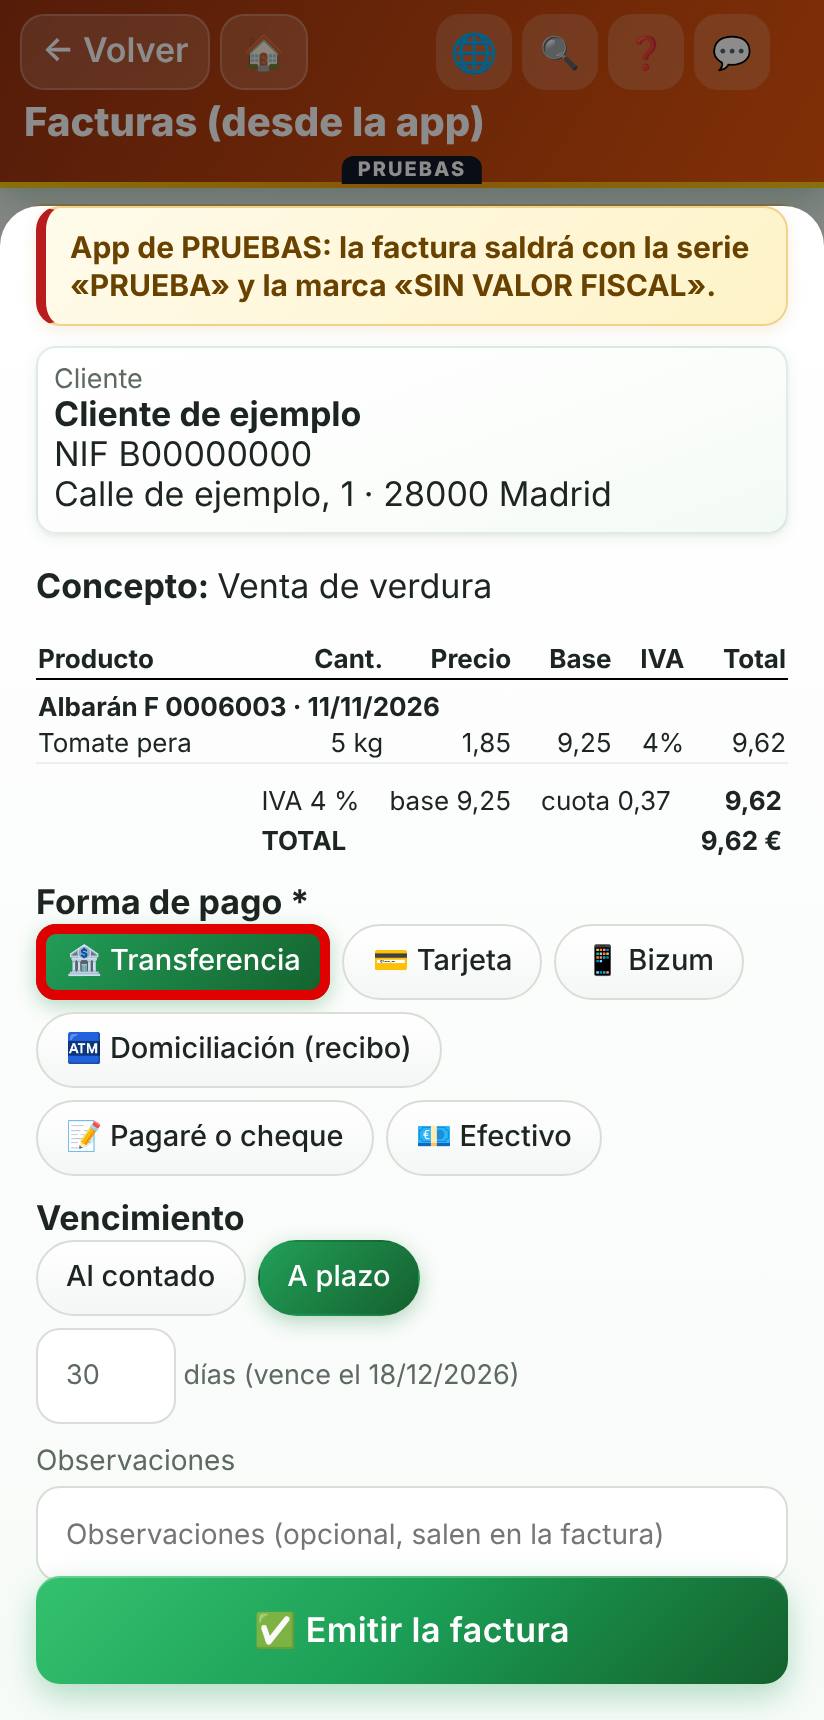 ← Volver
Facturas (desde la app)
PRUEBAS
App de PRUEBAS: la factura saldrá con la serie
«PRUEBA» y la marca «SIN VALOR FISCAL».
Cliente
Cliente de ejemplo
NIF B00000000
Calle de ejemplo, 1 · 28000 Madrid
Concepto: Venta de verdura
Producto Cant. Precio Base IVA Total
Albarán F 0006003 · 11/11/2026
Tomate pera 5 kg 1,85 9,25 4% 9,62
IVA 4 % base 9,25 cuota 0,37 9,62
TOTAL 9,62 €
Forma de pago *
Transferencia Tarjeta Bizum
ATM Domiciliación (recibo)
Pagaré o cheque Efectivo
Vencimiento
Al contado A plazo
30 días (vence el 18/12/2026)
Observaciones
Observaciones (opcional, salen en la factura)
✅ Emitir la factura